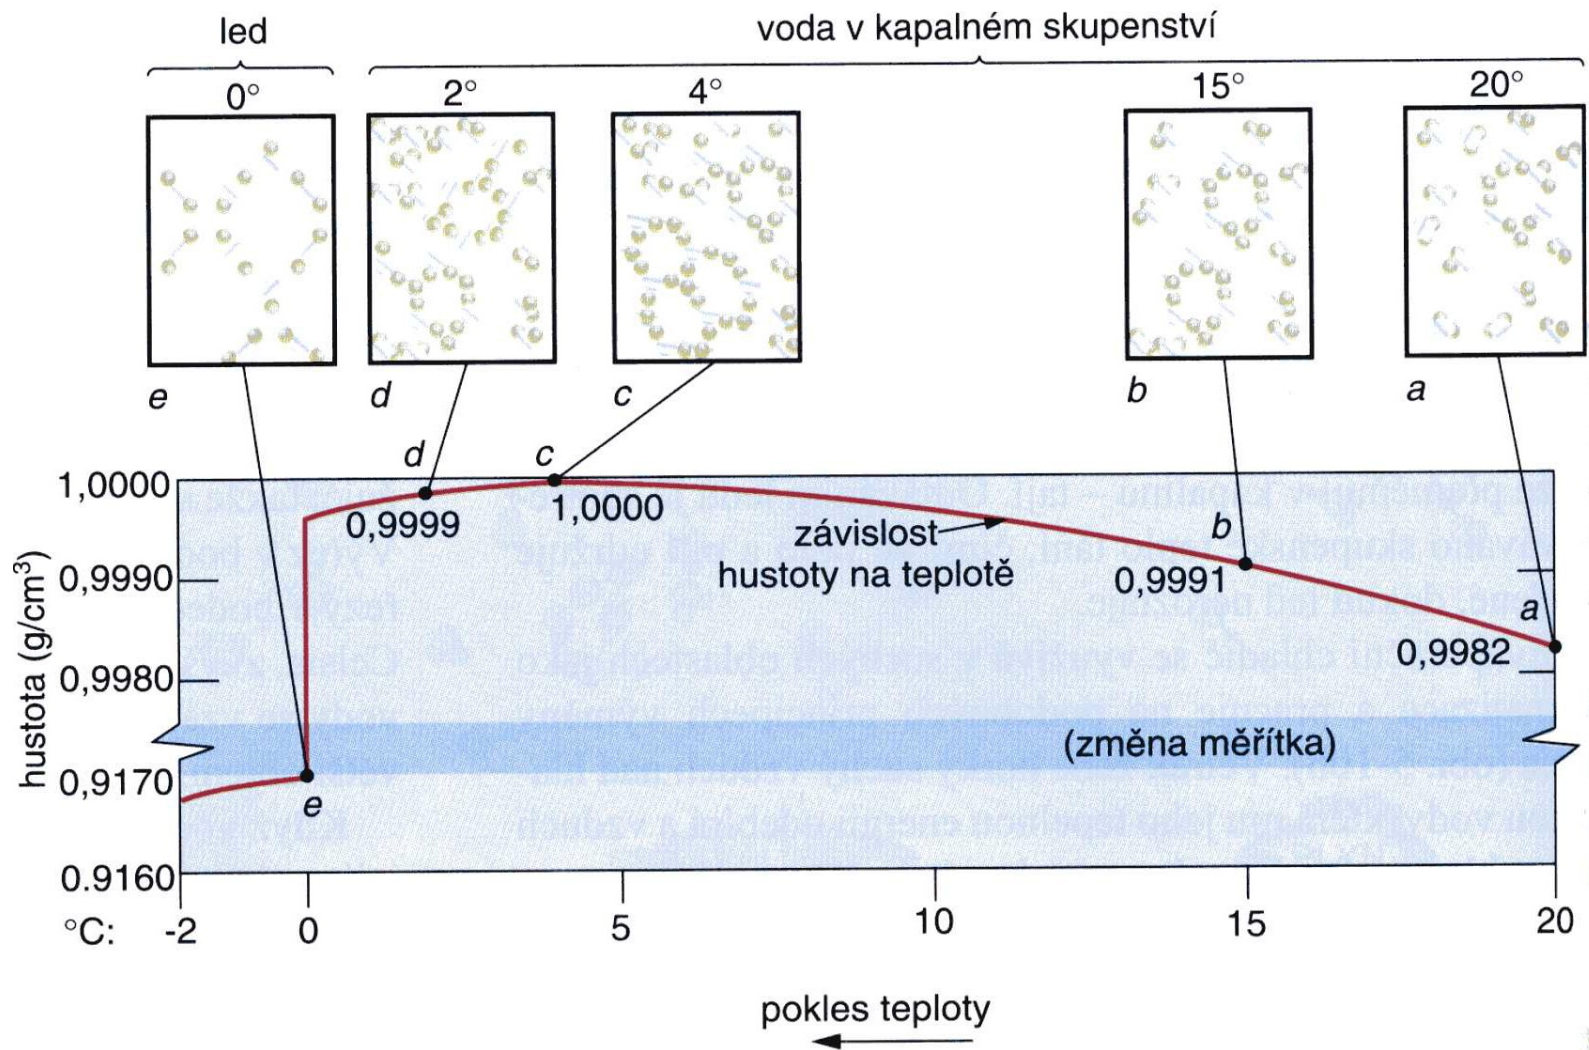 led
voda v kapalném skupenství
0°
2°
4°
15°
20°
e
d
c
b
a
d
c
1,0000
0,9999
1,0000
závislost
hustoty na teplotě
b
0,9991
a
0,9982
0,9990
0,9980
(změna měřítka)
0,9170
e
0.9160
hustota (g/cm³)
°C:
-2
0
5
10
15
20
pokles teploty